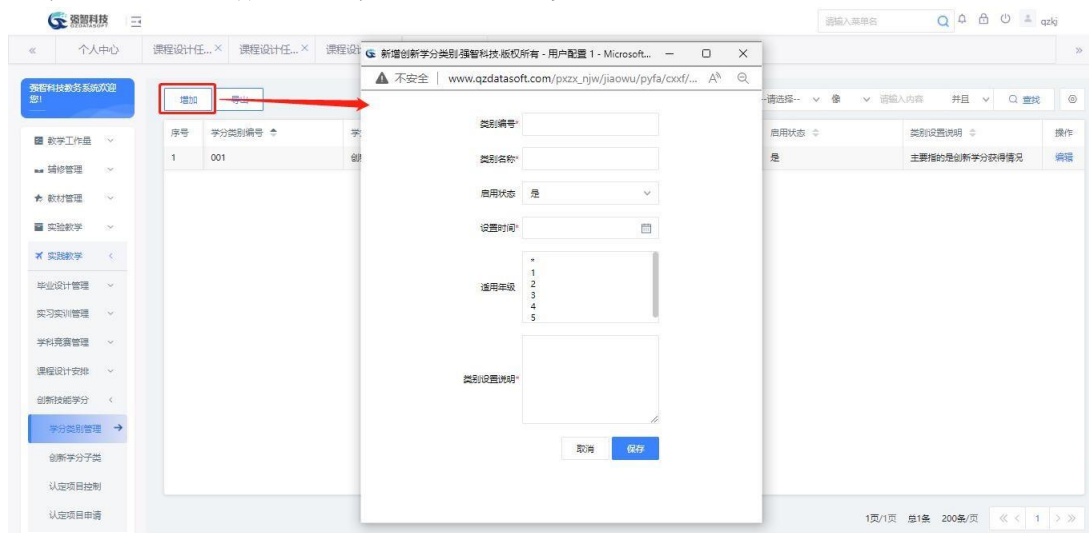 强智科技
QZDATASOFT
请输入菜单名
qzkj
个人中心
课程设计任...×
课程设计任...×
新增创新学分类别-强智科技-版权所有 - 用户配置 1 - Microsoft...
不安全
www.qzdatasoft.com/pxzx_njw/jiaowu/pyfa/cxxf/...
强智科技教务系统欢迎
您!
增加
导出
--请选择--
像
请输入内容
并且
查找
序号
学分类别编号
启用状态
类别设置说明
操作
1
001
是
主要指的是创新学分获得情况
编辑
类别编号*
类别名称*
启用状态
是
设置时间*
适用年级
*
1
2
3
4
5
类别设置说明*
取消
保存
教学工作量
辅修管理
教材管理
实验教学
实践教学
毕业设计管理
实习实训管理
学科竞赛管理
课程设计安排
创新技能学分
学分类别管理
创新学分子类
认定项目控制
认定项目申请
1页/1页
总1条
200条/页
1